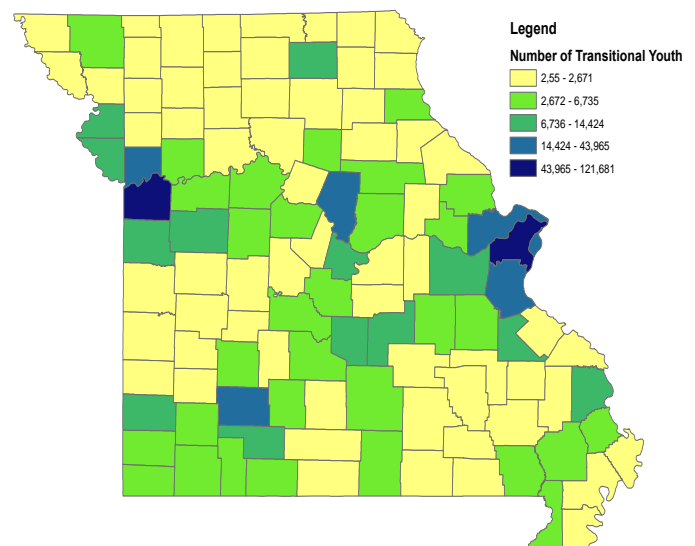 Legend
Number of Transitional Youth
2,55 - 2,671
2,672 - 6,735
6,736 - 14,424
14,424 - 43,965
43,965 - 121,681